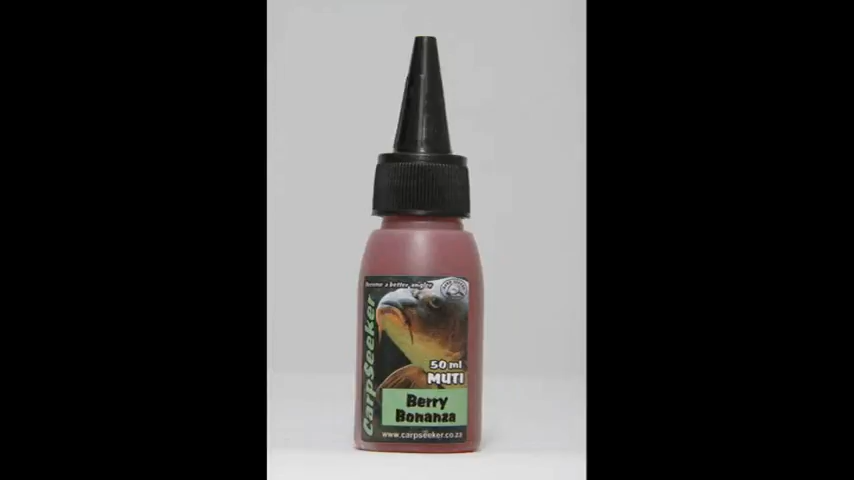 Become a better angler
CarpSeeker
50 ml
MUTI
Berry
Bonanza
www.carpseeker.co.za